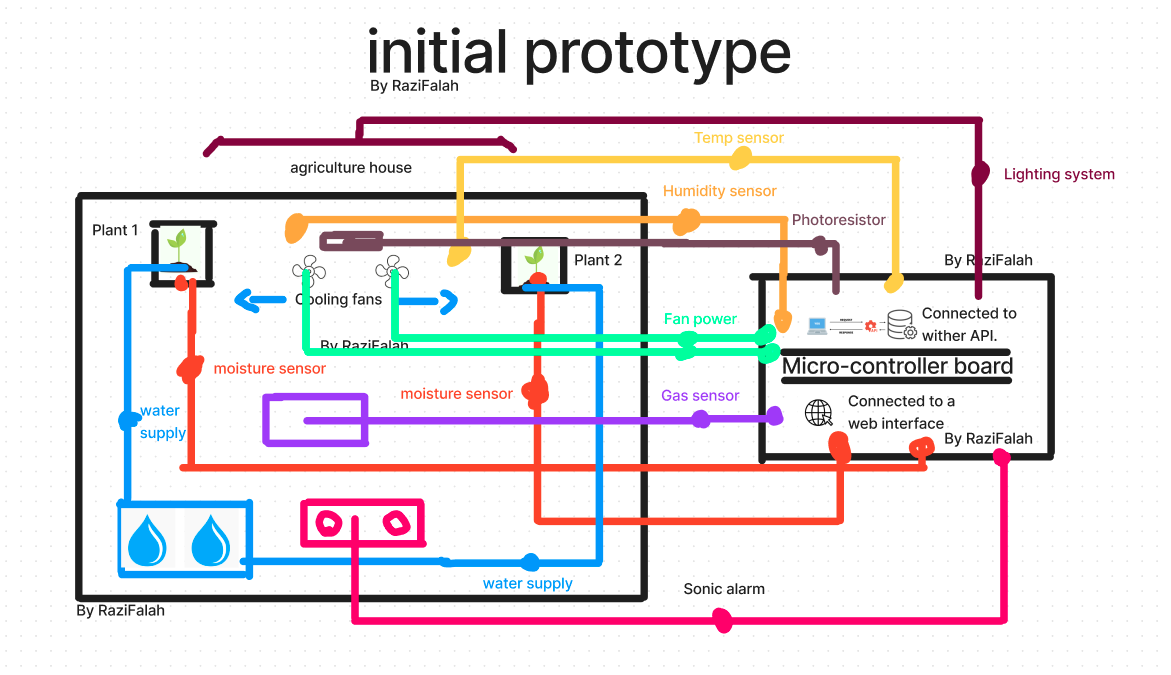 initial prototype
By RaziFalah
Temp sensor
agriculture house
Lighting system
Humidity sensor
Photoresistor
Plant 1
Plant 2
By RaziFalah
Cooling fans
Fan power
Connected to
wither API.
REQUEST
RESPONSE
By RaziFalah
Micro-controller board
moisture sensor
moisture sensor
Gas sensor
Connected to a
web interface
water
supply
By RaziFalah
water supply
Sonic alarm
By RaziFalah